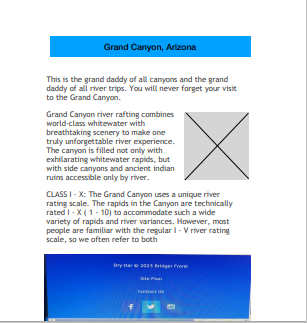 Grand Canyon, Arizona
This is the grand daddy of all canyons and the grand
daddy of all river trips. You will never forget your visit
to the Grand Canyon.
Grand Canyon river rafting combines
world-class whitewater with
breathtaking scenery to make one
truly unforgettable river experience.
The canyon is filled not only with
exhilarating whitewater rapids, but
with side canyons and ancient indian
ruins accessible only by river.
CLASS I - X: The Grand Canyon uses a unique river
rating scale. The rapids in the Canyon are technically
rated I - X ( 1 - 10) to accommodate such a wide
variety of rapids and river variances. However, most
people are familiar with the regular I - V river rating
scale, so we often refer to both
Dry Oar © 2023 Bridger Fronk
Site Plan
Contact Us